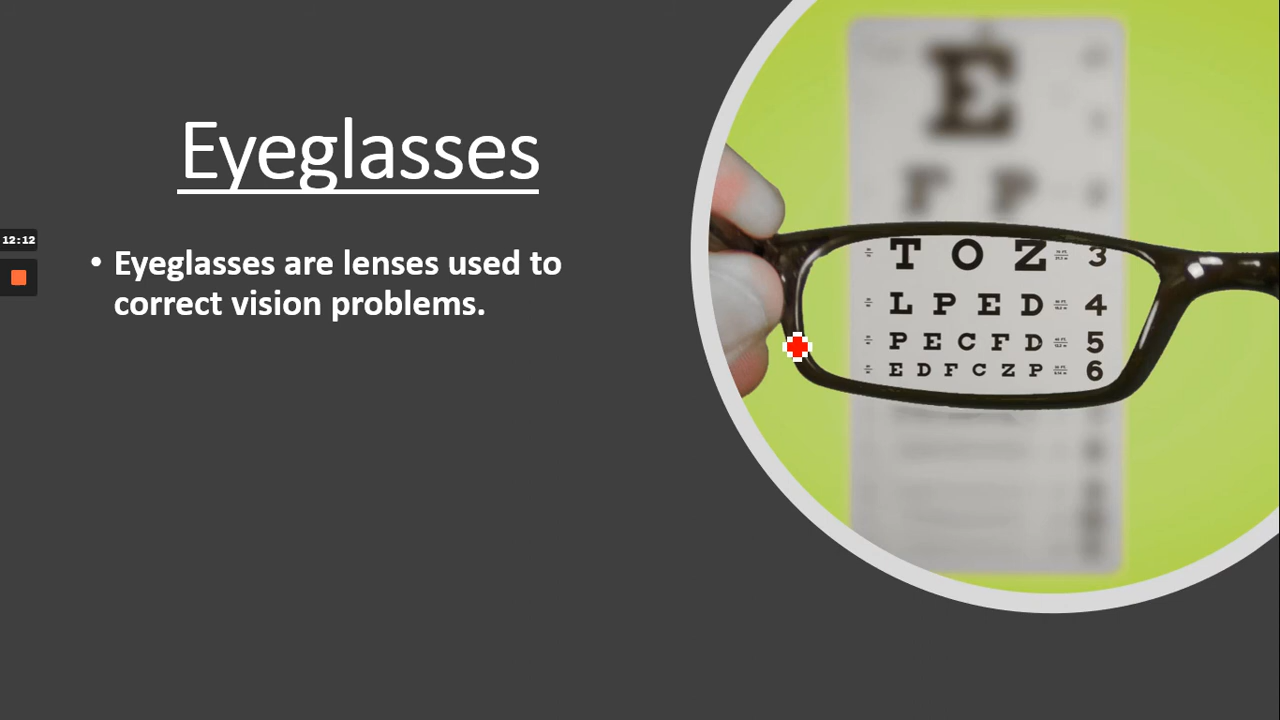 Eyeglasses
• Eyeglasses are lenses used to
correct vision problems.
12:12
E
F P
T O Z 3
L P E D 4
P E C F D 5
E D F C Z P 6